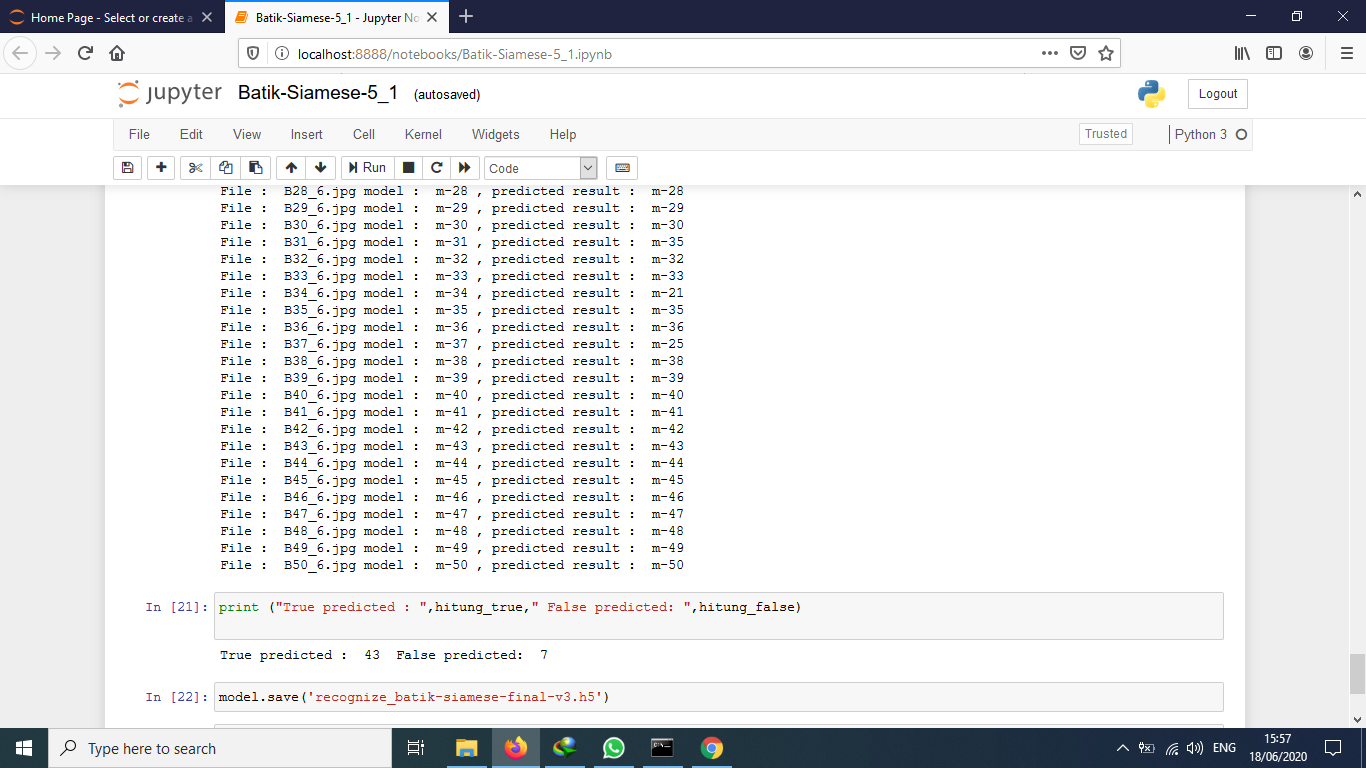 Home Page - Select or create a
Batik-Siamese-5_1 - Jupyter No
localhost:8888/notebooks/Batik-Siamese-5_1.ipynb
jupyter Batik-Siamese-5_1 (autosaved)
Logout
File Edit View Insert Cell Kernel Widgets Help
Trusted
Python 3
Run
Code
File : B28_6.jpg model : m-28 , predicted result : m-28
File : B29_6.jpg model : m-29 , predicted result : m-29
File : B30_6.jpg model : m-30 , predicted result : m-30
File : B31_6.jpg model : m-31 , predicted result : m-35
File : B32_6.jpg model : m-32 , predicted result : m-32
File : B33_6.jpg model : m-33 , predicted result : m-33
File : B34_6.jpg model : m-34 , predicted result : m-21
File : B35_6.jpg model : m-35 , predicted result : m-35
File : B36_6.jpg model : m-36 , predicted result : m-36
File : B37_6.jpg model : m-37 , predicted result : m-25
File : B38_6.jpg model : m-38 , predicted result : m-38
File : B39_6.jpg model : m-39 , predicted result : m-39
File : B40_6.jpg model : m-40 , predicted result : m-40
File : B41_6.jpg model : m-41 , predicted result : m-41
File : B42_6.jpg model : m-42 , predicted result : m-42
File : B43_6.jpg model : m-43 , predicted result : m-43
File : B44_6.jpg model : m-44 , predicted result : m-44
File : B45_6.jpg model : m-45 , predicted result : m-45
File : B46_6.jpg model : m-46 , predicted result : m-46
File : B47_6.jpg model : m-47 , predicted result : m-47
File : B48_6.jpg model : m-48 , predicted result : m-48
File : B49_6.jpg model : m-49 , predicted result : m-49
File : B50_6.jpg model : m-50 , predicted result : m-50
In [21]: print ("True predicted : ",hitung_true," False predicted: ",hitung_false)
True predicted : 43 False predicted: 7
In [22]: model.save('recognize_batik-siamese-final-v3.h5')
Type here to search
ENG
15:57
18/06/2020